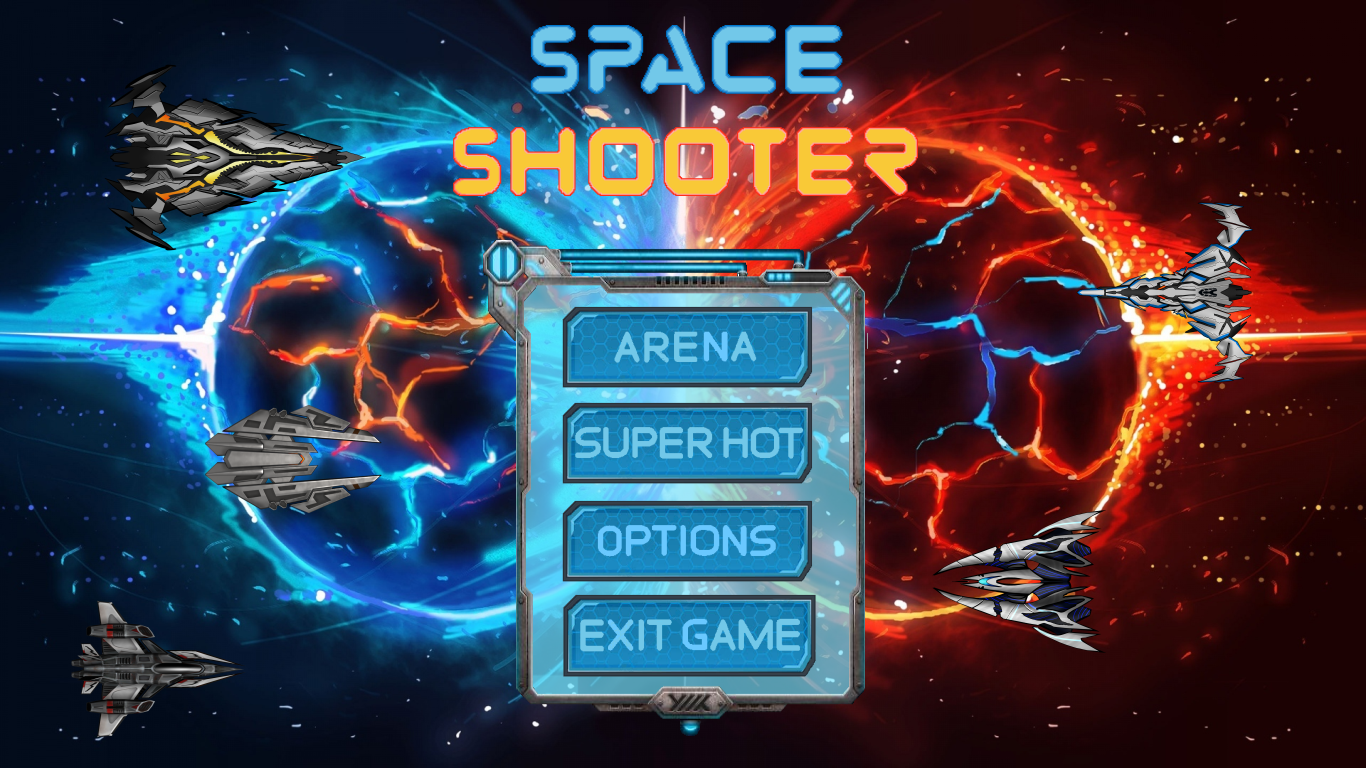 SPACE
SHOOTER
ARENA
SUPER HOT
OPTIONS
EXIT GAME